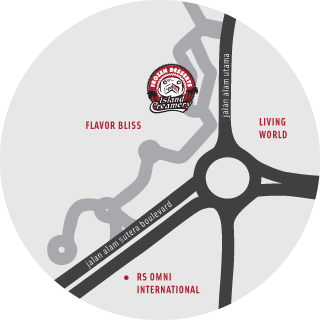 FROZEN DESSERTS
Island
Creamery
jalan alam utama
FLAVOR BLISS
LIVING
WORLD
jalan alam sutera boulevard
RS OMNI
INTERNATIONAL